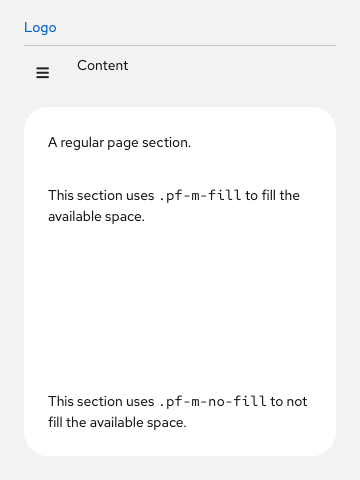 Logo
Content
A regular page section.
This section uses .pf-m-fill to fill the
available space.
This section uses .pf-m-no-fill to not
fill the available space.